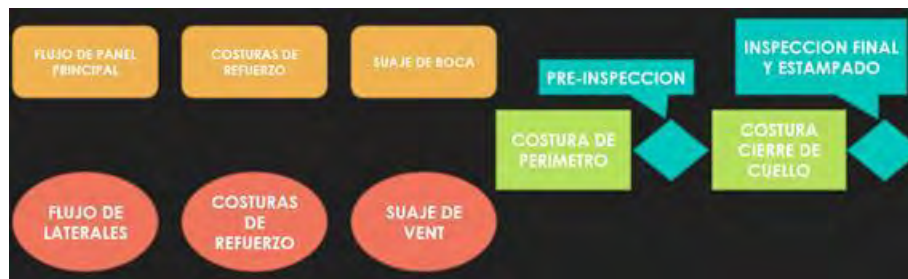 FLUJO DE PANEL
PRINCIPAL
COSTURAS DE
REFUERZO
SUAJE DE BOCA
PRE-INSPECCION
INSPECCION FINAL
Y ESTAMPADO
COSTURA DE
PERIMETRO
COSTURA
CIERRE DE
CUELLO
FLUJO DE
LATERALES
COSTURAS
DE
REFUERZO
SUAJE DE
VENT